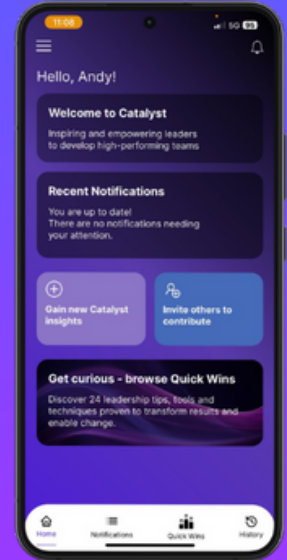 11:08
5G 65
Hello, Andy!
Welcome to Catalyst
Inspiring and empowering leaders
to develop high-performing teams
Recent Notifications
You are up to date!
There are no notifications needing
your attention.
Gain new Catalyst
insights
Invite others to
contribute
Get curious - browse Quick Wins
Discover 24 leadership tips, tools and
techniques proven to transform results and
enable change.
Home
Notifications
Quick Wins
History